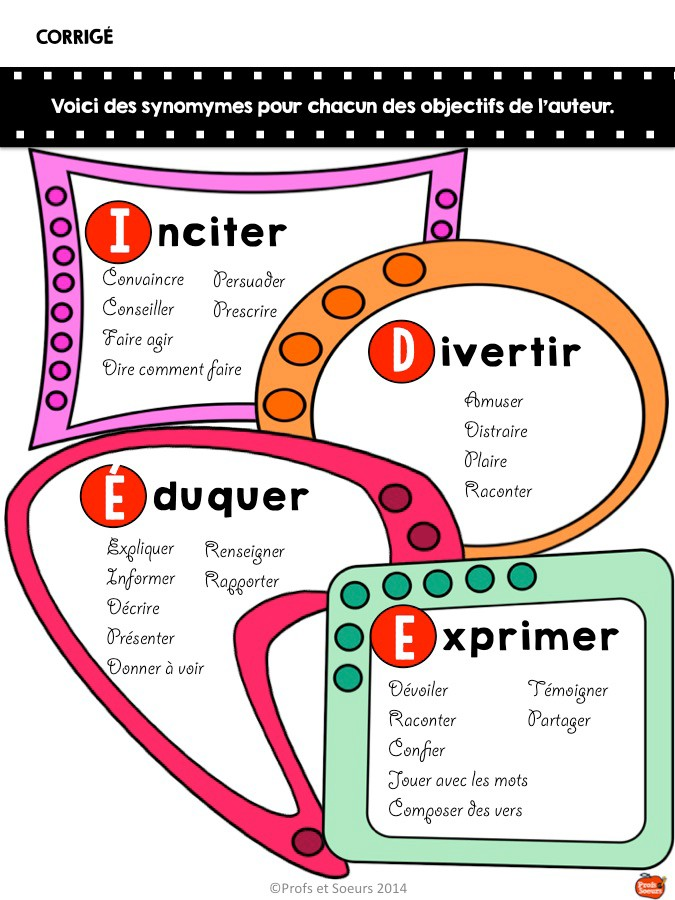 CORRIGÉ
Voici des synomymes pour chacun des objectifs de l'auteur.
Inciter
Convaincre Persuader
Conseiller Prescrire
Faire agir
Dire comment faire
Divertir
Amuser
Distraire
Plaire
Raconter
Éduquer
Expliquer Renseigner
Informer Rapporter
Décrire
Présenter
Donner à voir
Exprimer
Dévoiler Témoigner
Raconter Partager
Confier
Jouer avec les mots
Composer des vers
©Profs et Soeurs 2014
Profs
Soeurs